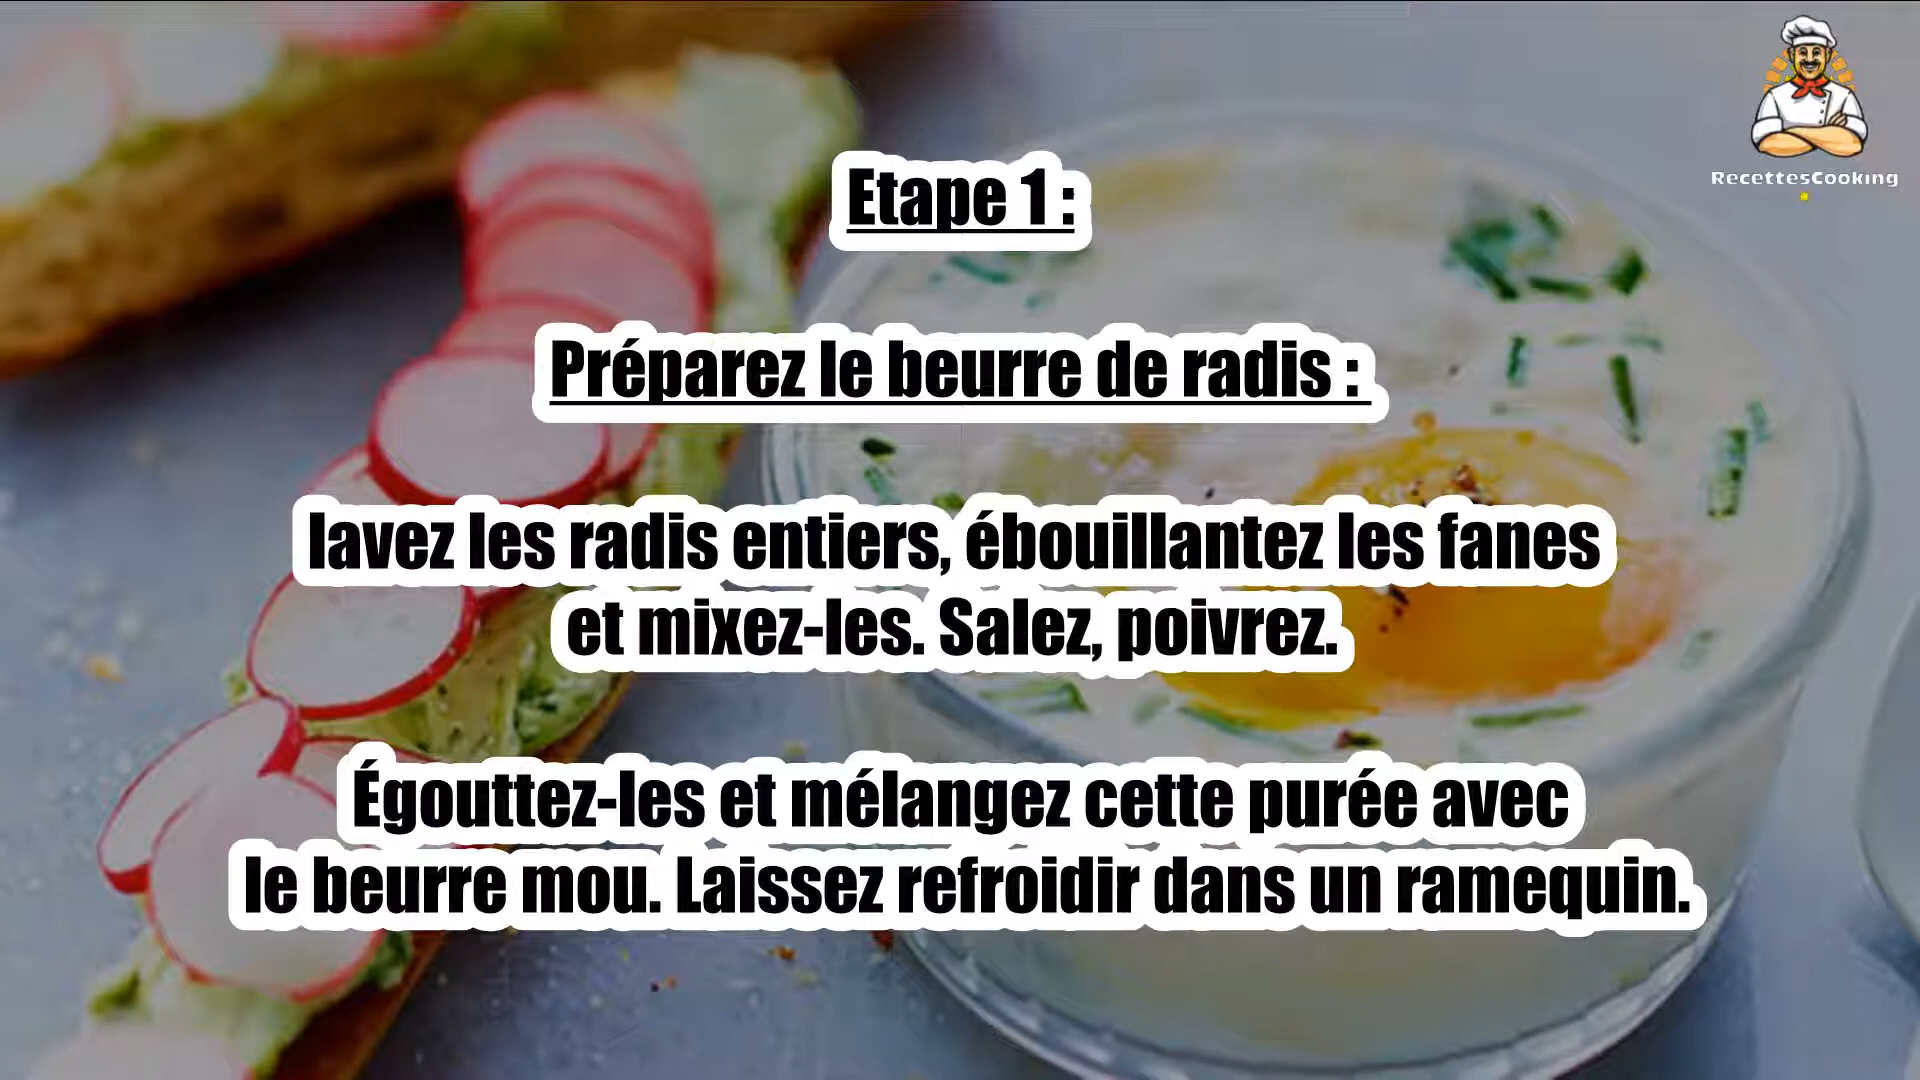 RecettesCooking
Etape 1 :
Préparez le beurre de radis :
lavez les radis entiers, ébouillantez les fanes
et mixez-les. Salez, poivrez.
Égouttez-les et mélangez cette purée avec
le beurre mou. Laissez refroidir dans un ramequin.